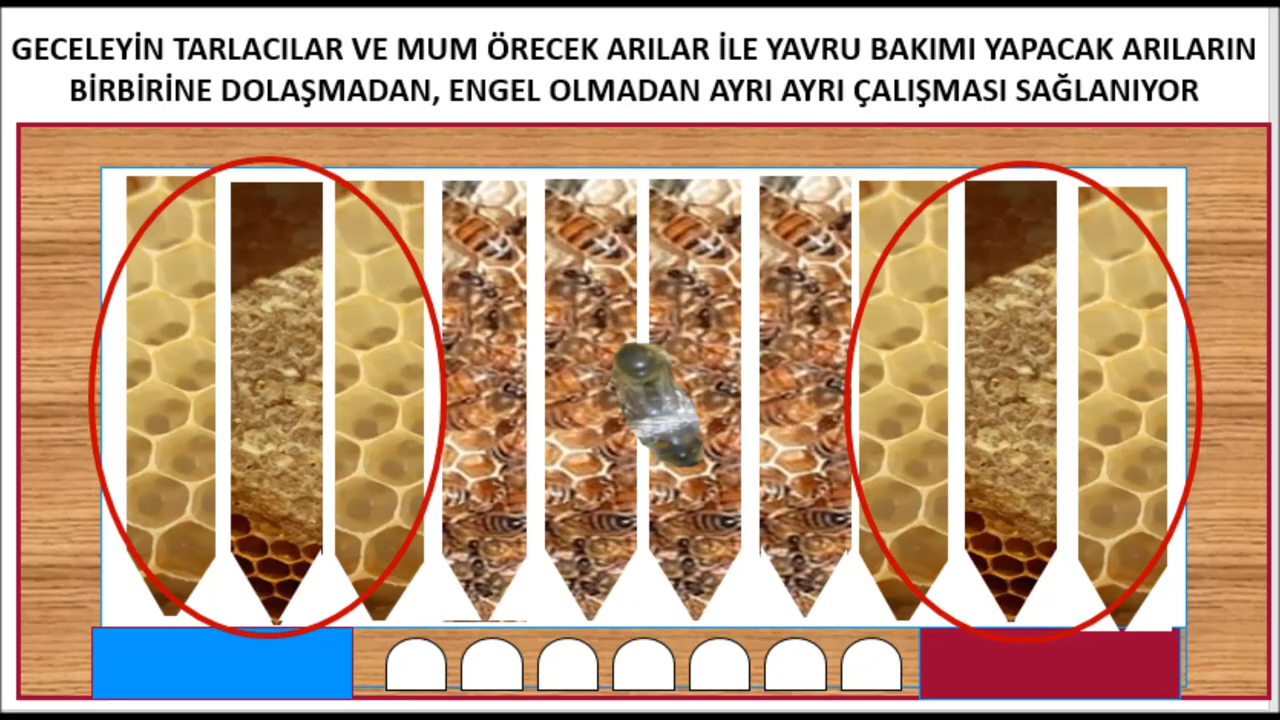 GECELEYİN TARLACILAR VE MUM ÖRECEK ARILAR İLE YAVRU BAKIMI YAPACAK ARILARIN
BİRBİRİNE DOLAŞMADAN, ENGEL OLMADAN AYRI AYRI ÇALIŞMASI SAĞLANIYOR